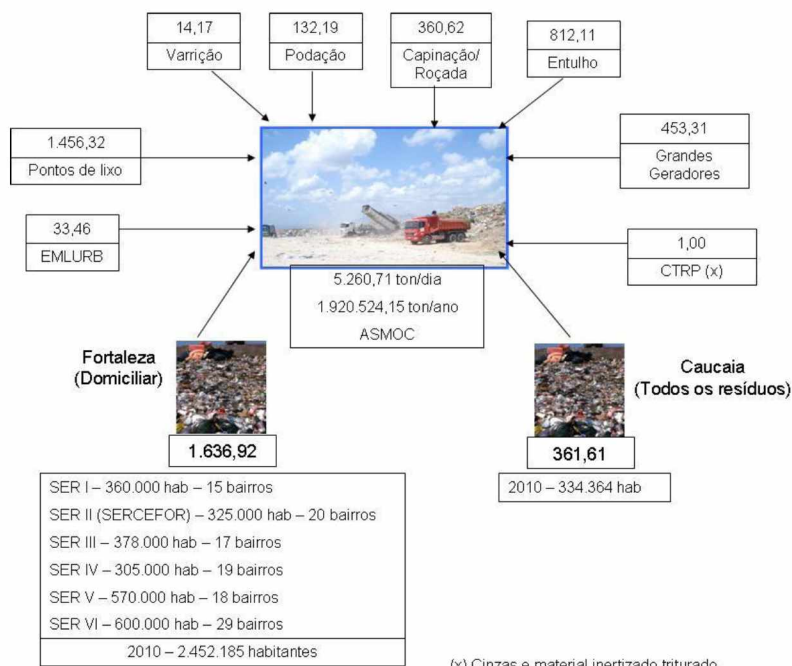 14,17
Varrição
132,19
Podação
360,62
Capinação/
Roçada
812,11
Entulho
1.456,32
Pontos de lixo
453,31
Grandes
Geradores
33,46
EMLURB
1,00
CTRP (x)
5.260,71 ton/dia
1.920.524,15 ton/ano
ASMOC
Fortaleza
(Domiciliar)
1.636,92
Caucaia
(Todos os resíduos)
361,61
2010 – 334.364 hab
SER I – 360.000 hab – 15 bairros
SER II (SERCEFOR) – 325.000 hab – 20 bairros
SER III – 378.000 hab – 17 bairros
SER IV – 305.000 hab – 19 bairros
SER V – 570.000 hab – 18 bairros
SER VI – 600.000 hab – 29 bairros
2010 – 2.452.185 habitantes
(x) Cinzas e material inertizado triturado